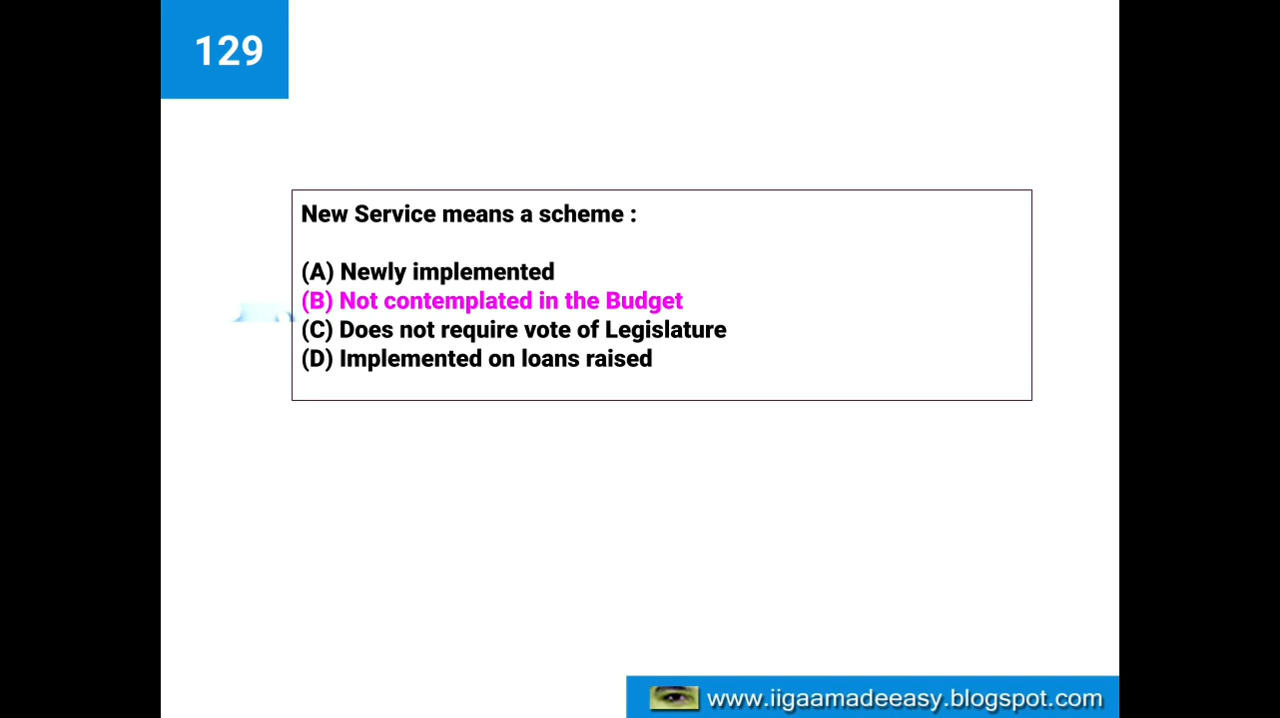 129
New Service means a scheme :
(A) Newly implemented
(B) Not contemplated in the Budget
(C) Does not require vote of Legislature
(D) Implemented on loans raised
www.iigaamadeeasy.blogspot.com